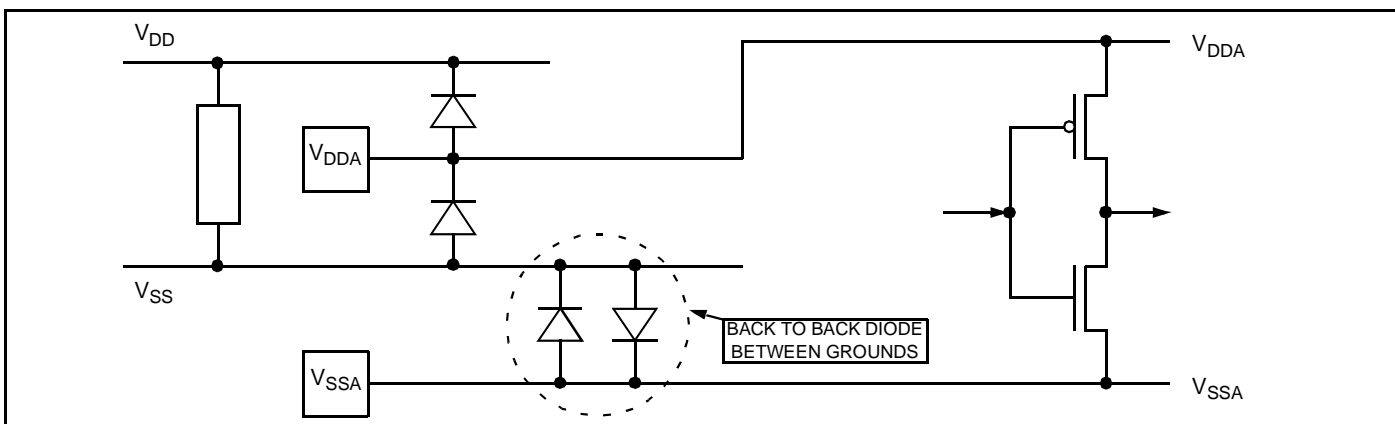 VDD
VDDA
VDDA
VSS
BACK TO BACK DIODE
BETWEEN GROUNDS
VSSA
VSSA